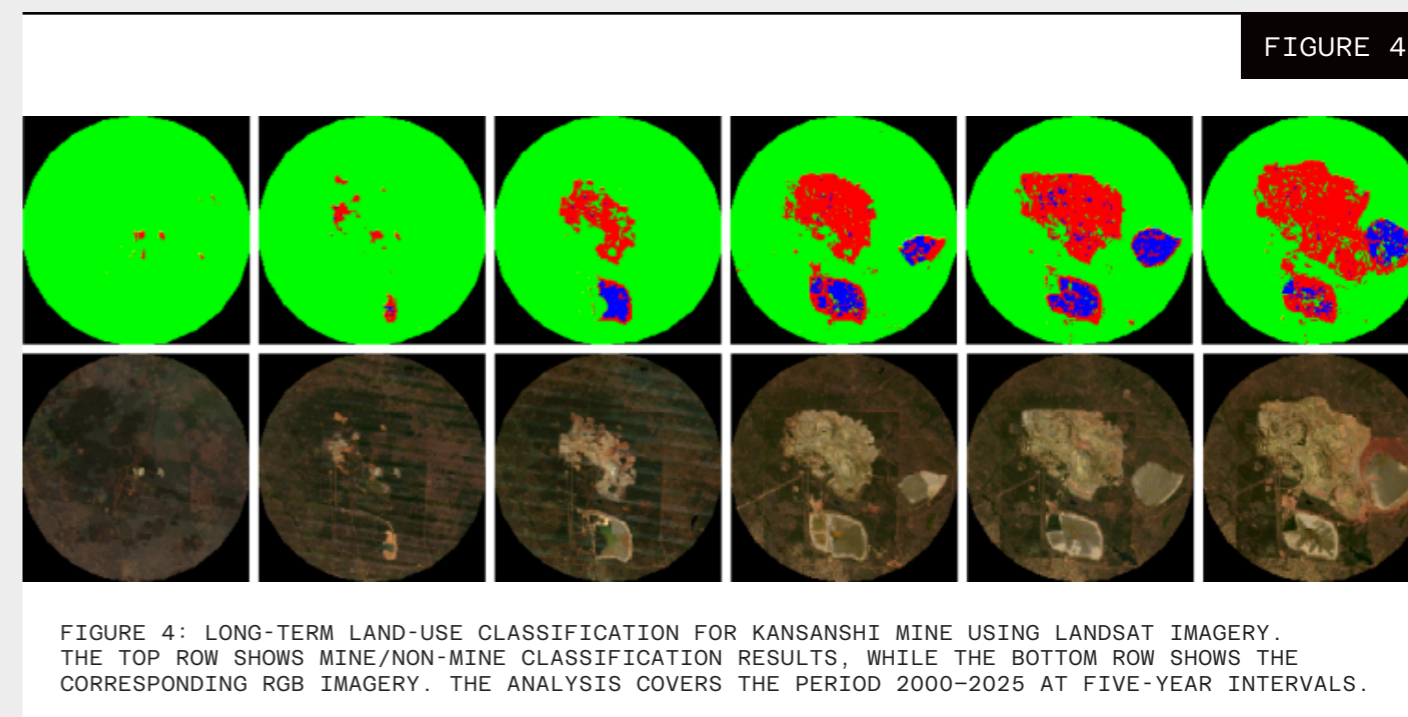 FIGURE 4
FIGURE 4: LONG-TERM LAND-USE CLASSIFICATION FOR KANSANSHI MINE USING LANDSAT IMAGERY.
THE TOP ROW SHOWS MINE/NON-MINE CLASSIFICATION RESULTS, WHILE THE BOTTOM ROW SHOWS THE
CORRESPONDING RGB IMAGERY. THE ANALYSIS COVERS THE PERIOD 2000–2025 AT FIVE-YEAR INTERVALS.